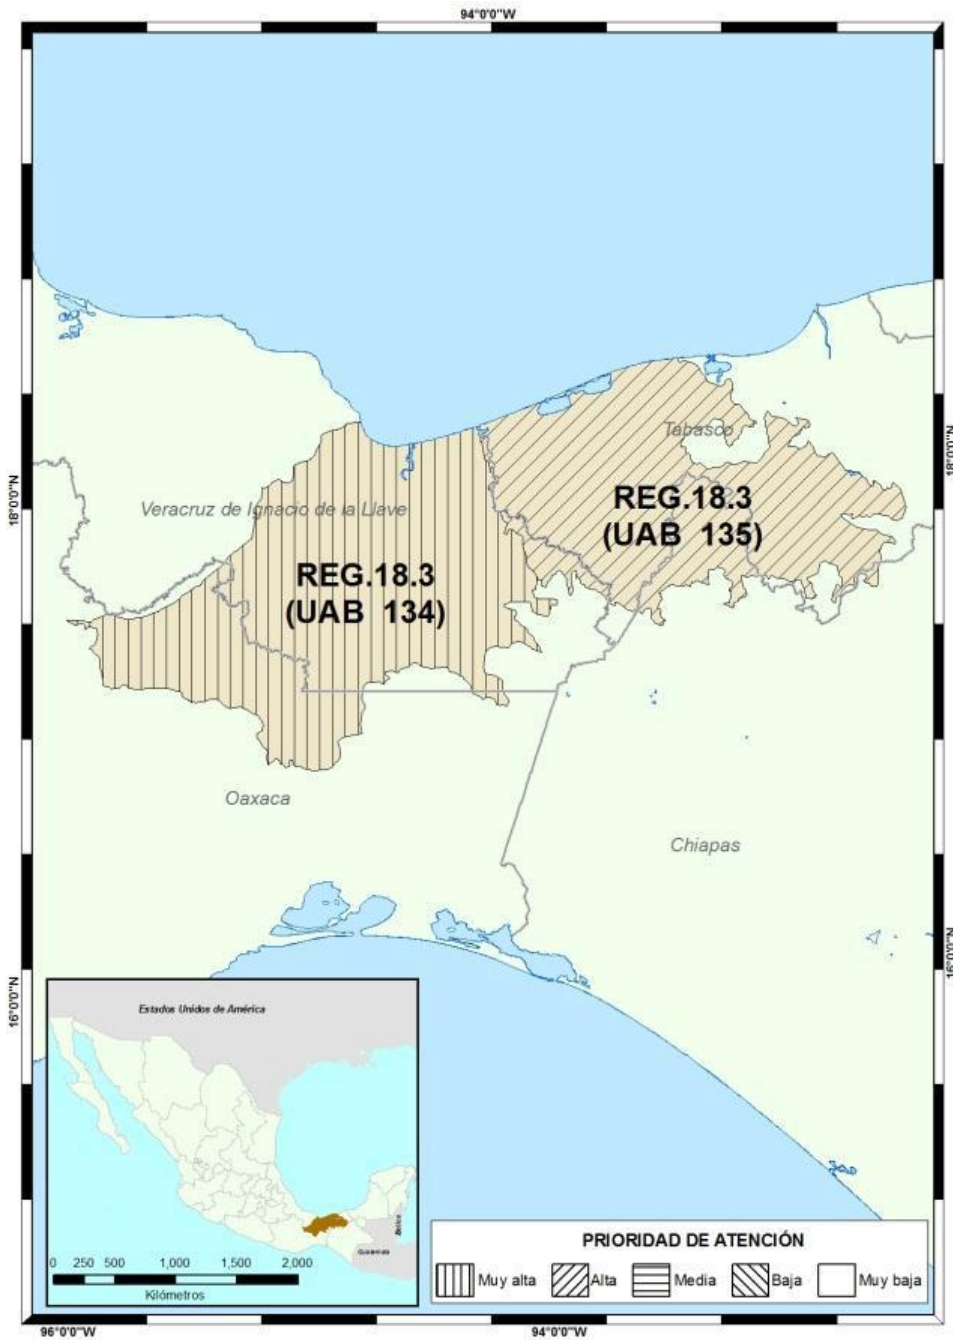 94°0'0"W
Tabasco
18°0'0"N
18°0'0"N
Veracruz de Ignacio de la Llave
REG.18.3
(UAB 135)
REG.18.3
(UAB 134)
Oaxaca
Chiapas
16°0'0"N
16°0'0"N
Estados Unidos de América
Belice
Guatemala
0 250 500 1,000 1,500 2,000
Kilómetros
PRIORIDAD DE ATENCIÓN
Muy alta Alta Media Baja Muy baja
96°0'0"W 94°0'0"W